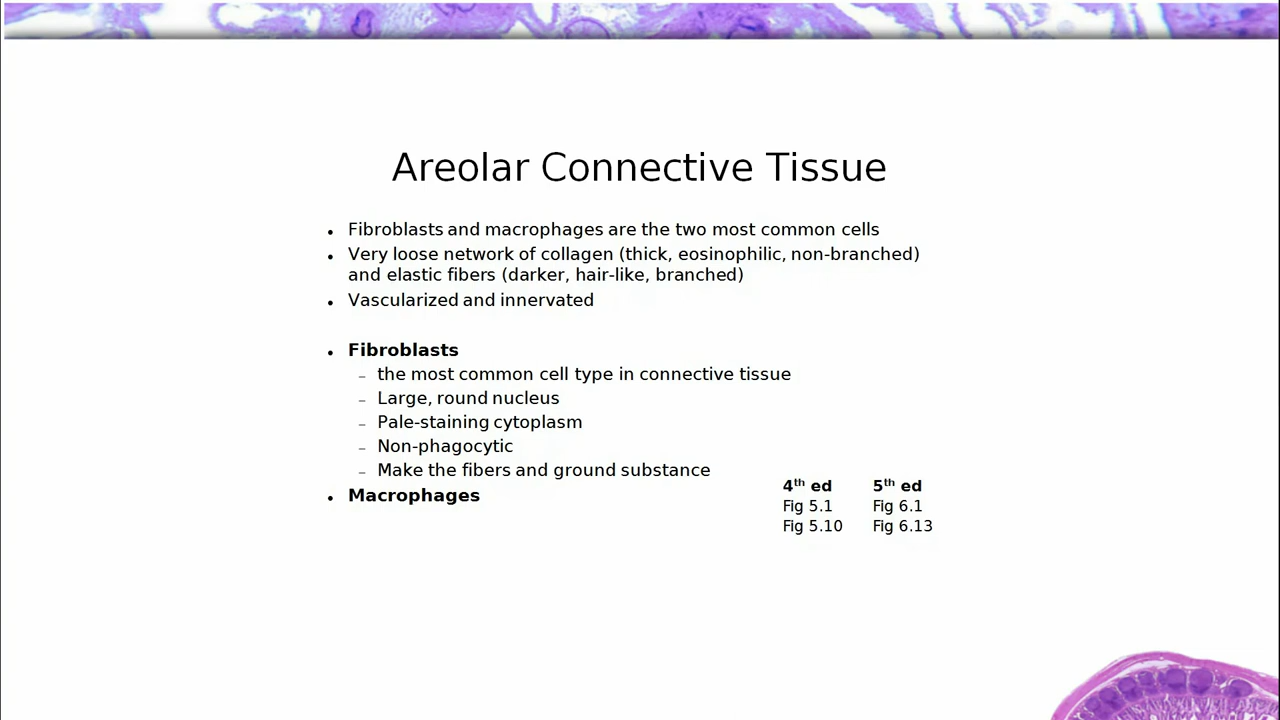 Areolar Connective Tissue
• Fibroblasts and macrophages are the two most common cells
• Very loose network of collagen (thick, eosinophilic, non-branched)
and elastic fibers (darker, hair-like, branched)
• Vascularized and innervated
• Fibroblasts
– the most common cell type in connective tissue
– Large, round nucleus
– Pale-staining cytoplasm
– Non-phagocytic
– Make the fibers and ground substance
• Macrophages
4th ed 5th ed
Fig 5.1 Fig 6.1
Fig 5.10 Fig 6.13